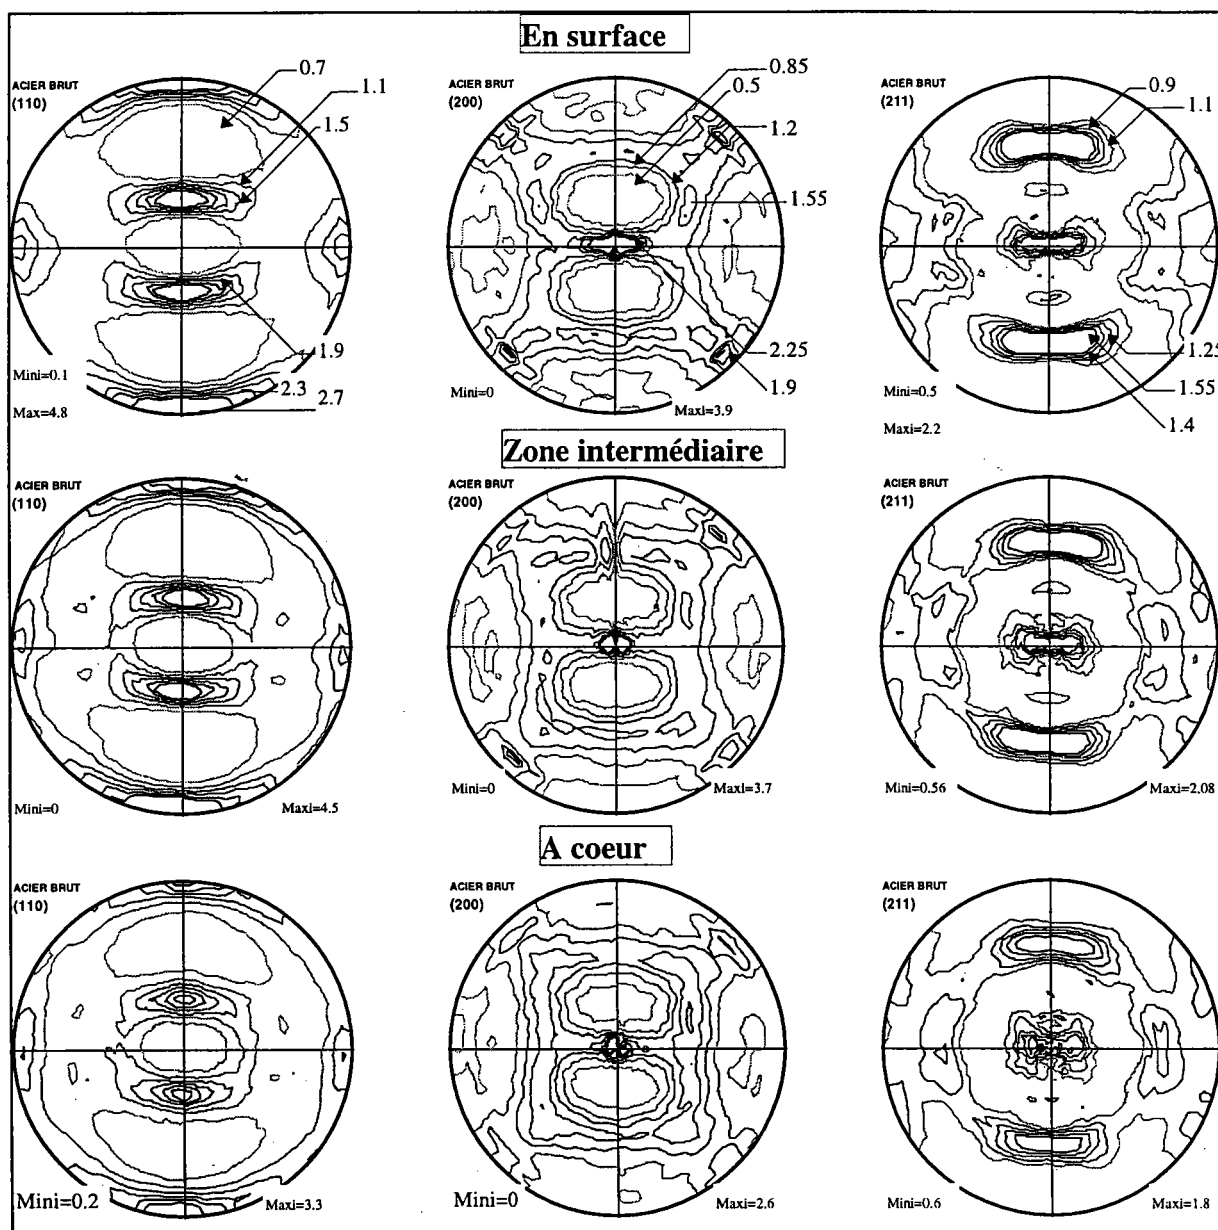 En surface
ACIER BRUT
(110)
0.7
1.1
1.5
1.9
2.3
2.7
Mini=0.1
Max=4.8
ACIER BRUT
(200)
0.85
0.5
1.2
1.55
2.25
1.9
Mini=0
Maxi=3.9
ACIER BRUT
(211)
0.9
1.1
1.25
1.55
1.4
Mini=0.5
Maxi=2.2
Zone intermédiaire
ACIER BRUT
(110)
Mini=0
Maxi=4.5
ACIER BRUT
(200)
Mini=0
Maxi=3.7
ACIER BRUT
(211)
Mini=0.56
Maxi=2.08
A coeur
ACIER BRUT
(110)
Mini=0.2
Maxi=3.3
ACIER BRUT
(200)
Mini=0
Maxi=2.6
ACIER BRUT
(211)
Mini=0.6
Maxi=1.8